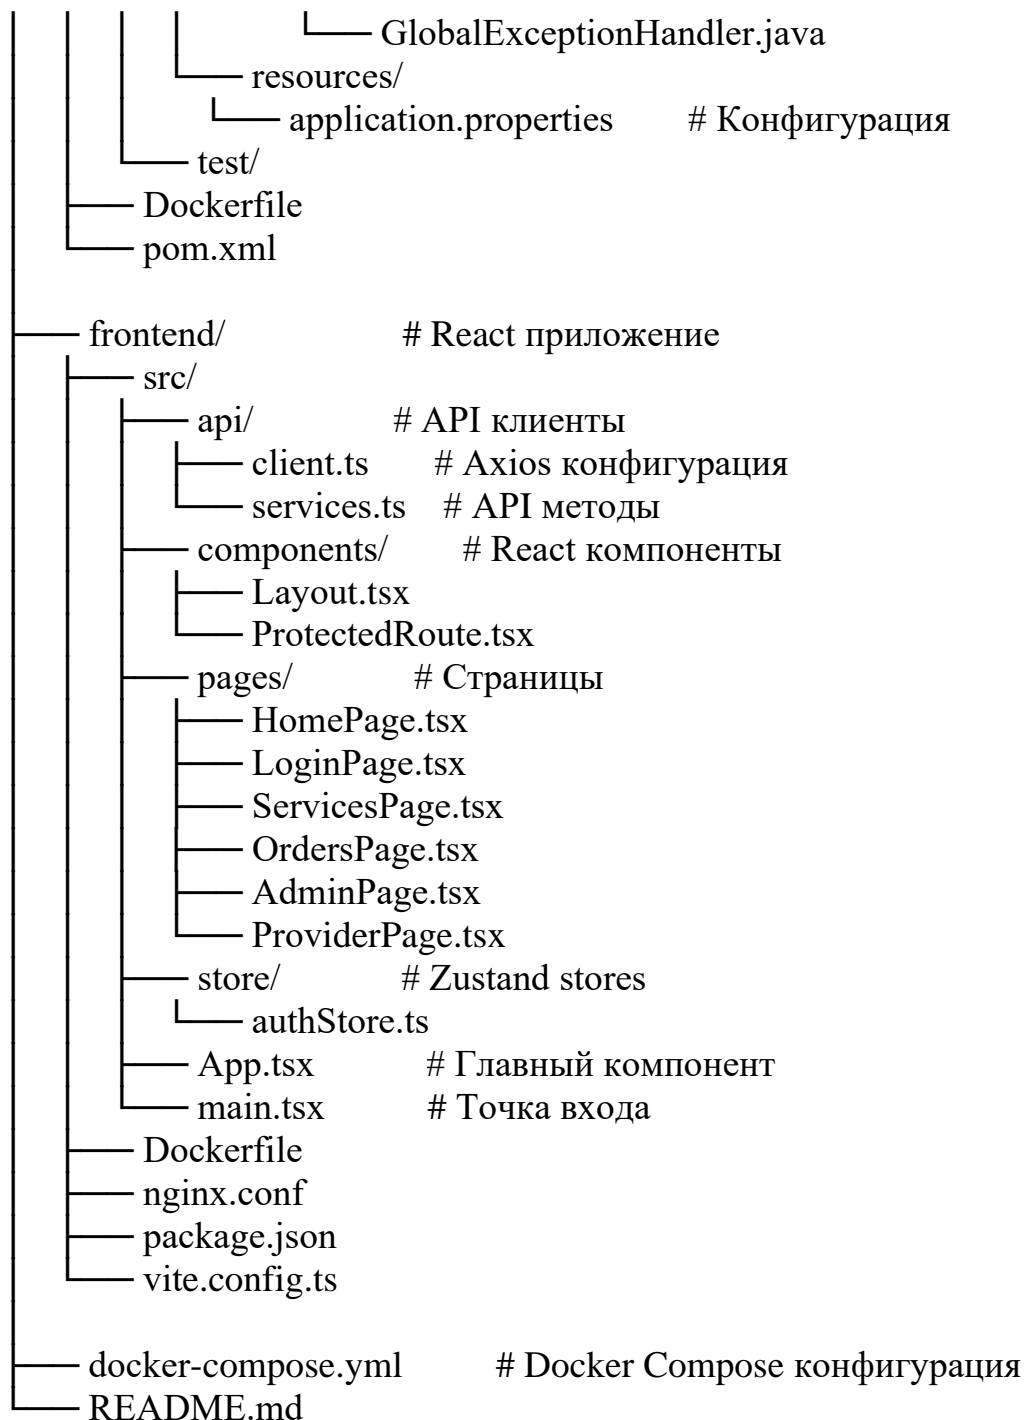 │   │   │   │       └── GlobalExceptionHandler.java
│   │   │   └── resources/
│   │   │       └── application.properties    # Конфигурация
│   │   └── test/
│   ├── Dockerfile
│   └── pom.xml
├── frontend/    # React приложение
│   ├── src/
│   │   ├── api/    # API клиенты
│   │   │   ├── client.ts    # Axios конфигурация
│   │   │   └── services.ts    # API методы
│   │   ├── components/    # React компоненты
│   │   │   ├── Layout.tsx
│   │   │   └── ProtectedRoute.tsx
│   │   ├── pages/    # Страницы
│   │   │   ├── HomePage.tsx
│   │   │   ├── LoginPage.tsx
│   │   │   ├── ServicesPage.tsx
│   │   │   ├── OrdersPage.tsx
│   │   │   ├── AdminPage.tsx
│   │   │   └── ProviderPage.tsx
│   │   ├── store/    # Zustand stores
│   │   │   └── authStore.ts
│   │   ├── App.tsx    # Главный компонент
│   │   └── main.tsx    # Точка входа
│   ├── Dockerfile
│   ├── nginx.conf
│   ├── package.json
│   └── vite.config.ts
├── docker-compose.yml    # Docker Compose конфигурация
└── README.md